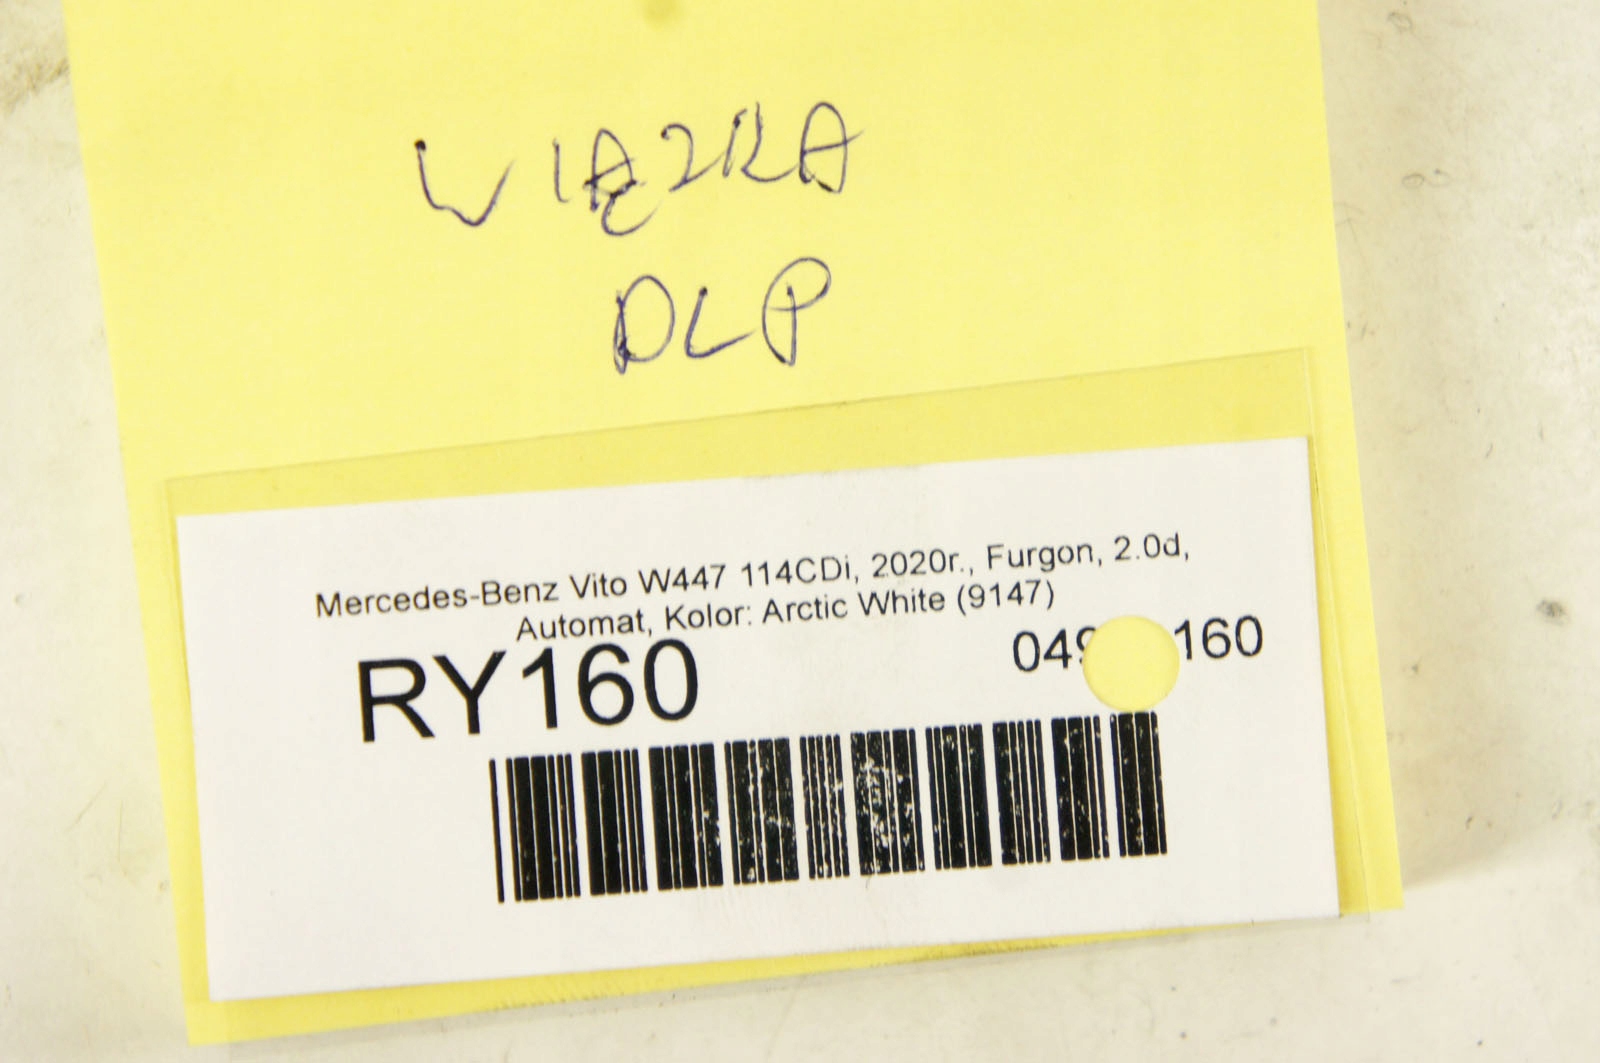 WIĄZKA
DLP
Mercedes-Benz Vito W447 114CDi, 2020r., Furgon, 2.0d,
Automat, Kolor: Arctic White (9147)
RY160